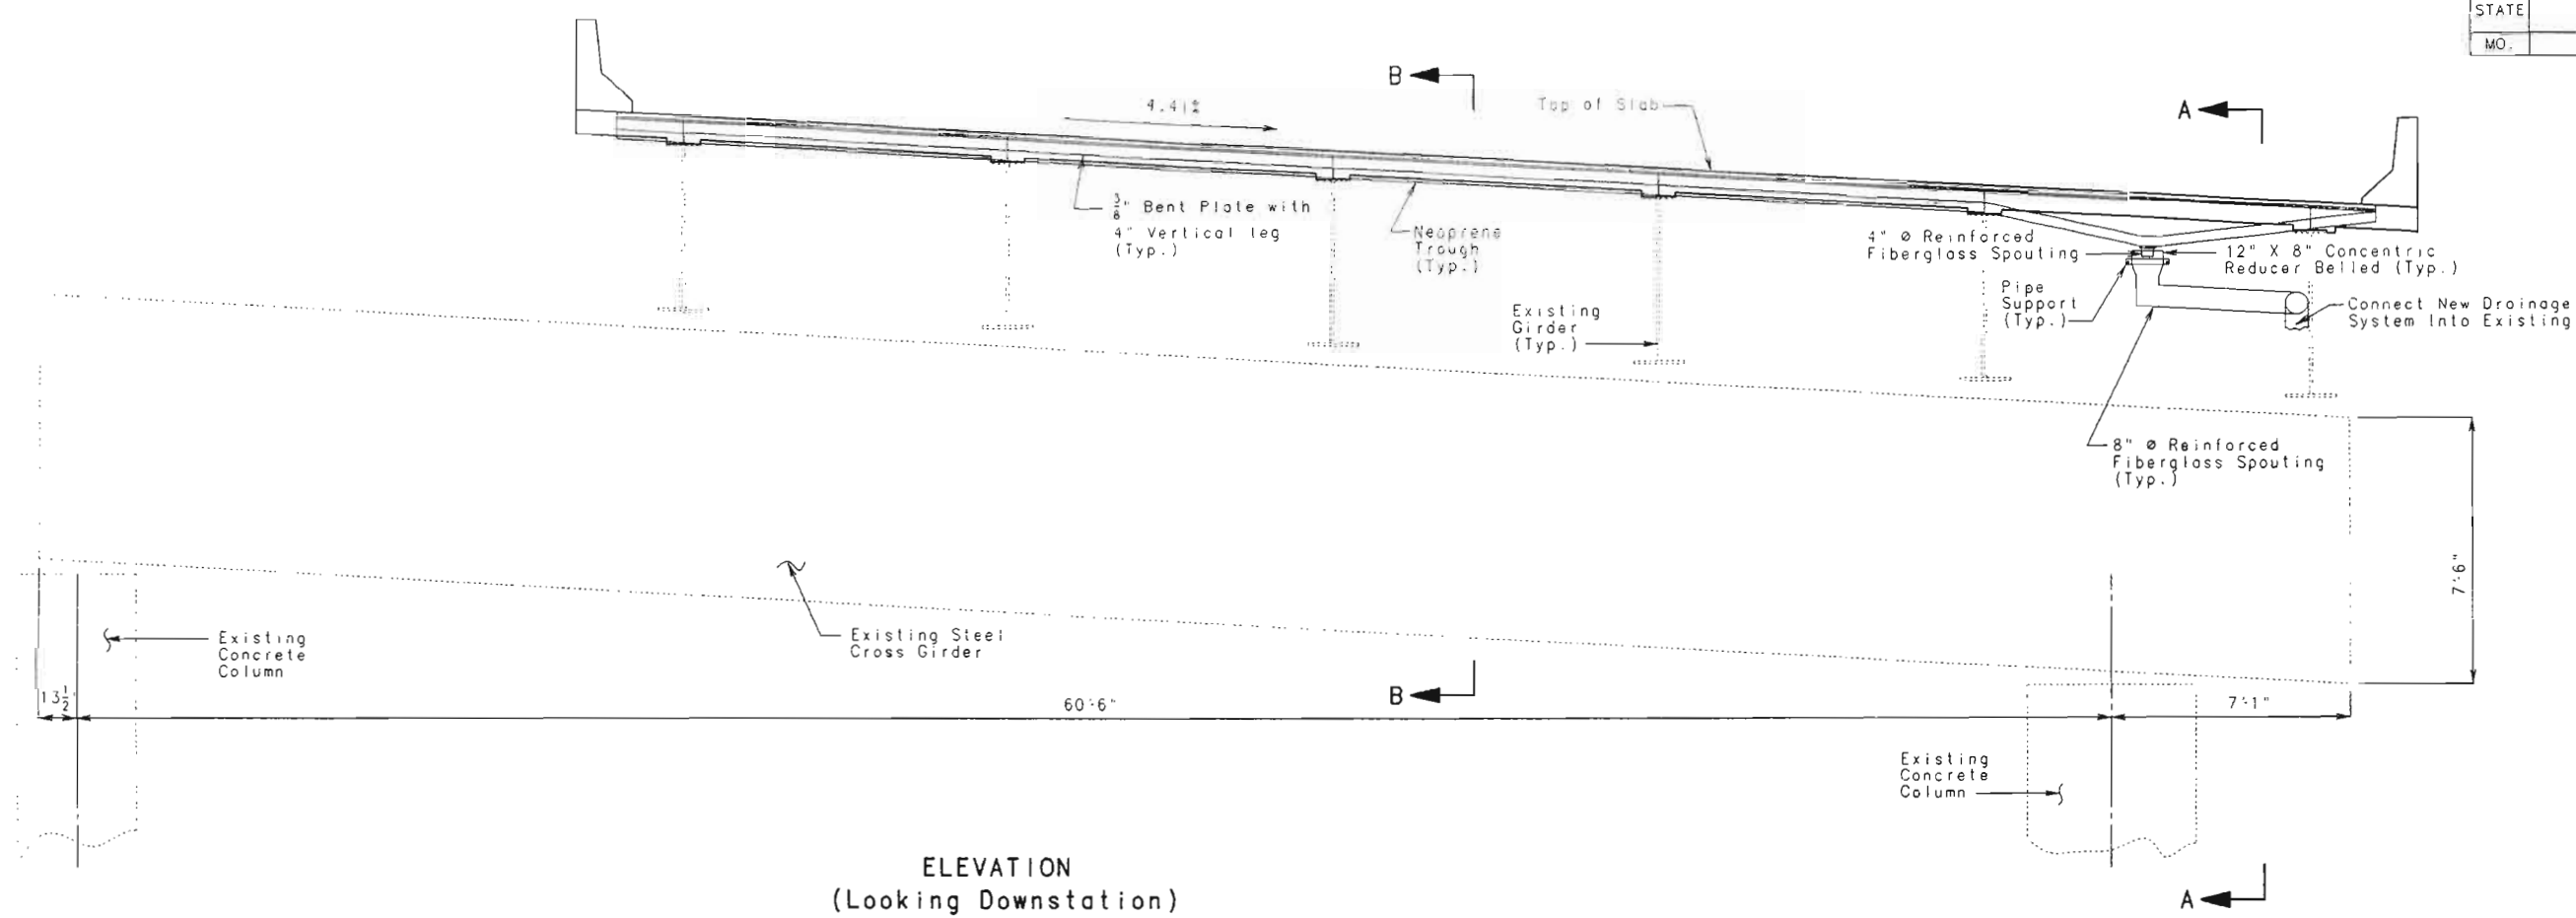 STATE
MO.
B
A
4.41%
Top of Slab
3/8" Bent Plate with
4" Vertical leg
(Typ.)
Neoprene
Trough
(Typ.)
4" ø Reinforced
Fiberglass Spouting
12" X 8" Concentric
Reducer Belled (Typ.)
Pipe
Support
(Typ.)
Existing
Girder
(Typ.)
Connect New Drainage
System Into Existing
8" ø Reinforced
Fiberglass Spouting
(Typ.)
7'-6"
Existing
Concrete
Column
Existing Steel
Cross Girder
13 1/2"
60'-6"
B
7'-1"
Existing
Concrete
Column
ELEVATION
(Looking Downstation)
A